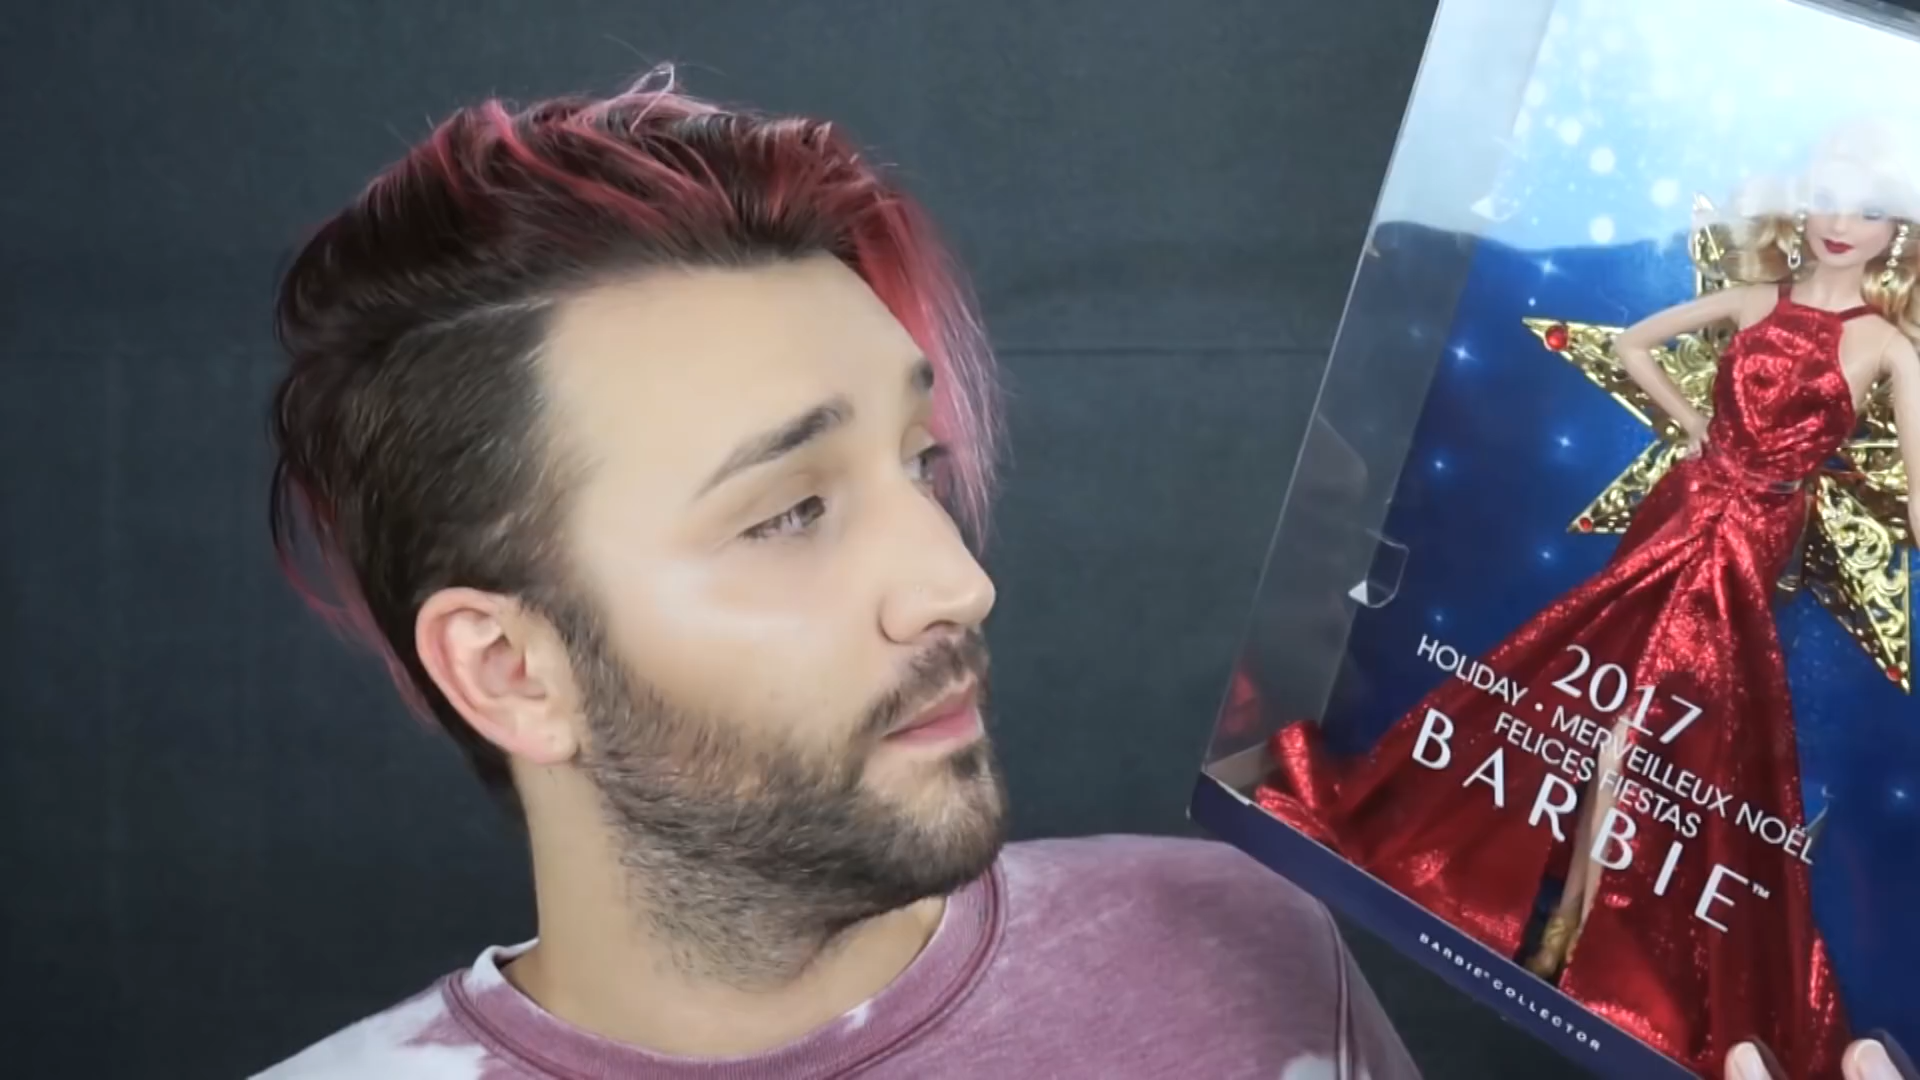 2017
HOLIDAY • MERVEILLEUX NOËL
FELICES FIESTAS
BARBIE™
BARBIE® COLLECTOR